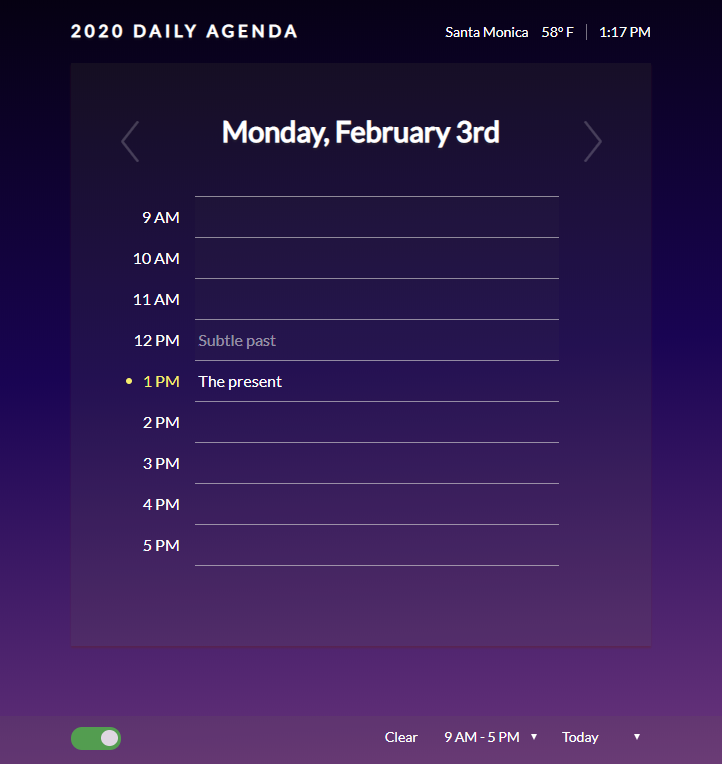 2020 DAILY AGENDA
Santa Monica 58° F | 1:17 PM
Monday, February 3rd
9 AM
10 AM
11 AM
12 PM Subtle past
1 PM The present
2 PM
3 PM
4 PM
5 PM
Clear 9 AM - 5 PM Today